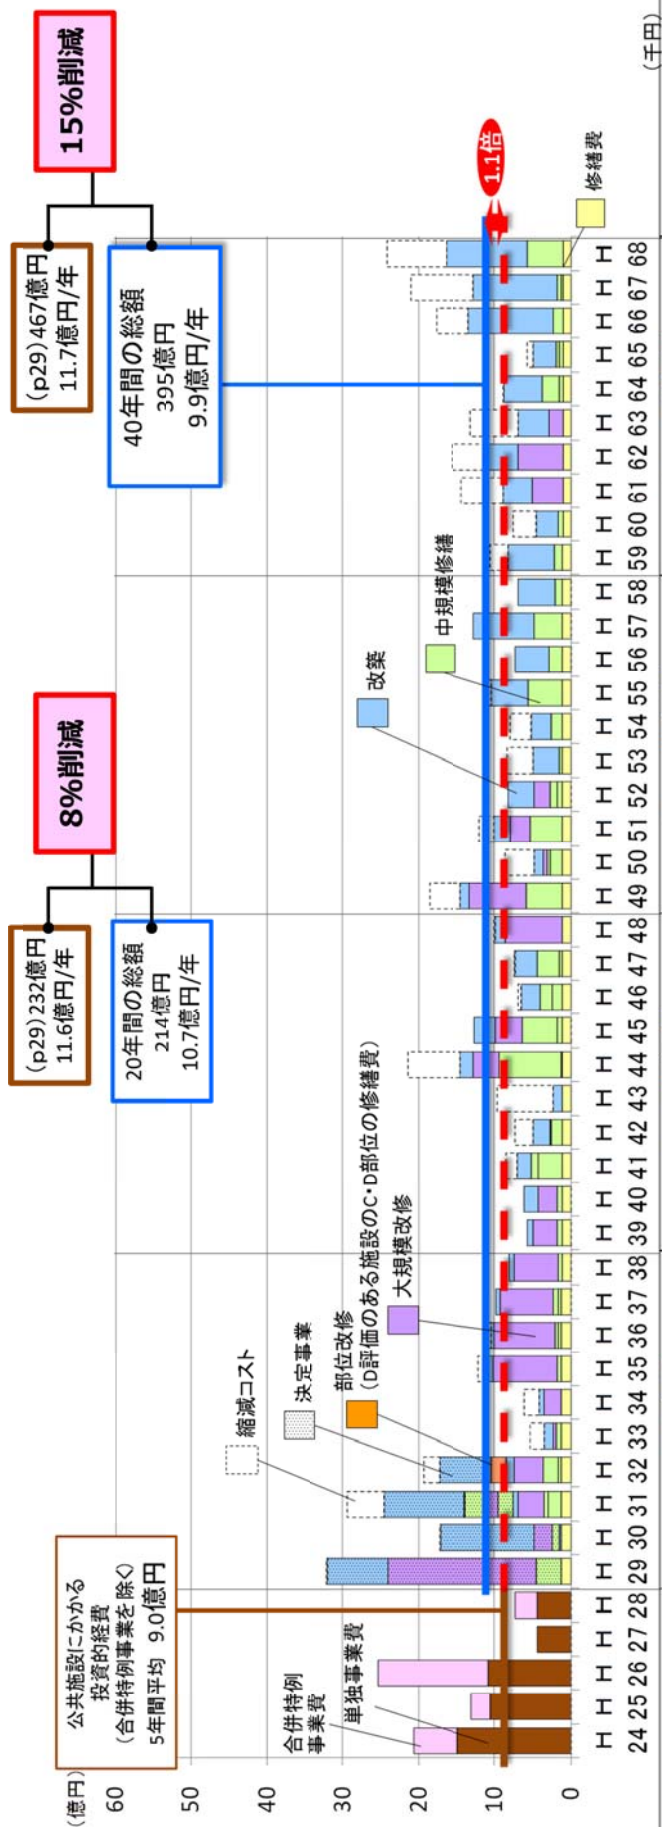 (億円)
60
50
40
30
20
10
0
公共施設にかかる
投資的経費
(合併特例事業を除く)
5年間平均 9.0億円
合併特例
事業費
単独事業費
縮減コスト
決定事業
部位改修
(D評価のある施設のC・D部位の修繕費)
大規模改修
(p29)232億円
11.6億円/年
20年間の総額
214億円
10.7億円/年
8%削減
改築
中規模修繕
(p29)467億円
11.7億円/年
40年間の総額
395億円
9.9億円/年
15%削減
1.1倍
修繕費
H H H H H H H H H H H H H H H H H H H H H H H H H H H H H H H H H H H H H H H H H H H H H
24 25 26 27 28 29 30 31 32 33 34 35 36 37 38 39 40 41 42 43 44 45 46 47 48 49 50 51 52 53 54 55 56 57 58 59 60 61 62 63 64 65 66 67 68
(千円)